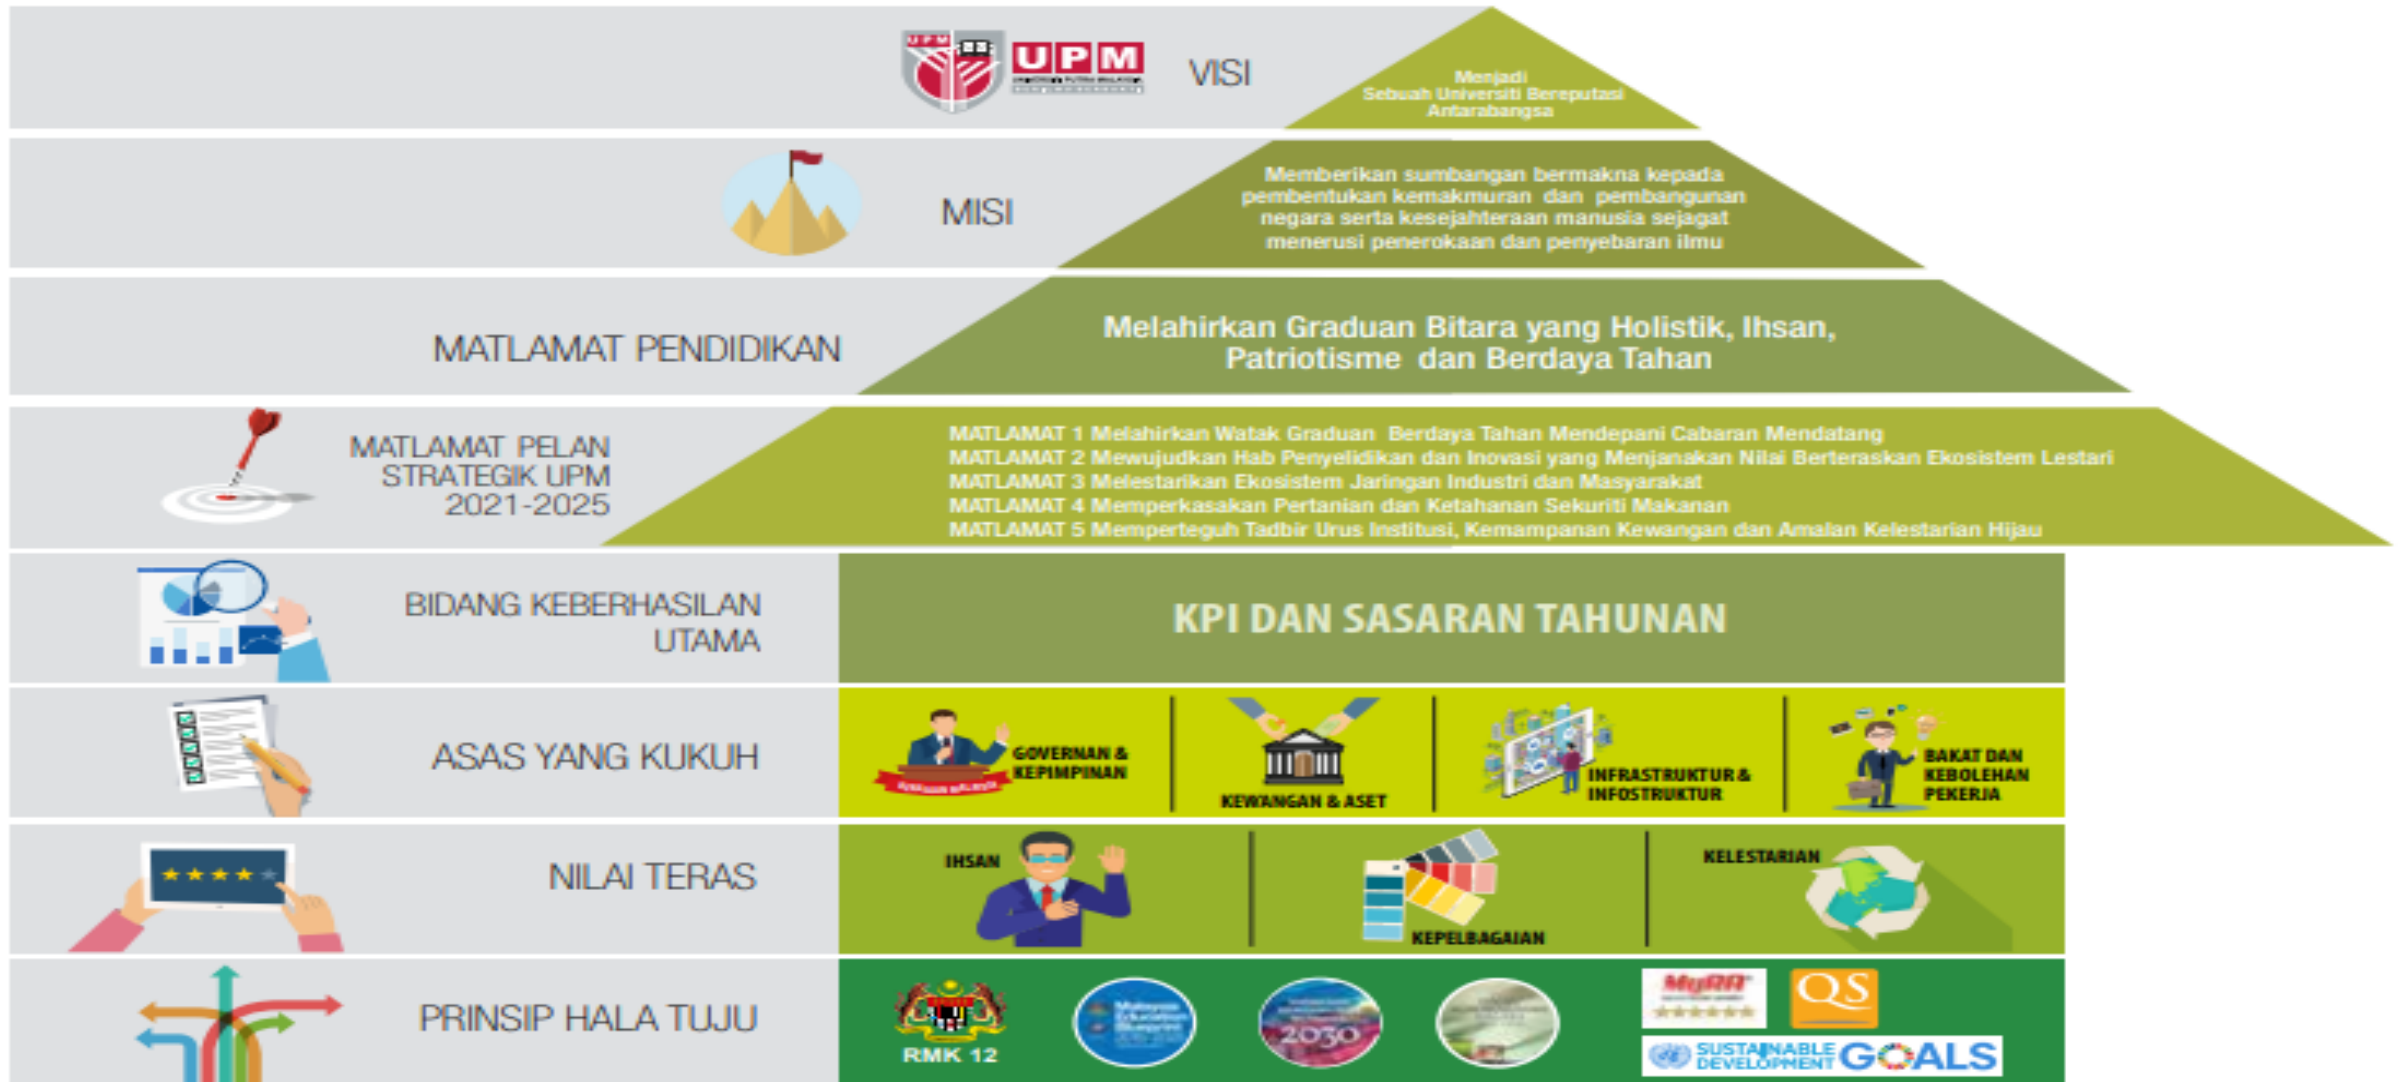 UPM
UPM
VISI
Menjadi
Sebuah Universiti Bereputasi
Antarabangsa
MISI
Memberikan sumbangan bermakna kepada
pembentukan kemakmuran dan pembangunan
negara serta kesejahteraan manusia sejagat
menerusi penerokaan dan penyebaran ilmu
MATLAMAT PENDIDIKAN
Melahirkan Graduan Bitara yang Holistik, Ihsan,
Patriotisme dan Berdaya Tahan
MATLAMAT PELAN
STRATEGIK UPM
2021-2025
MATLAMAT 1 Melahirkan Watak Graduan Berdaya Tahan Mendepani Cabaran Mendatang
MATLAMAT 2 Mewujudkan Hab Penyelidikan dan Inovasi yang Menjanakan Nilai Berteraskan Ekosistem Lestari
MATLAMAT 3 Melestarikan Ekosistem Jaringan Industri dan Masyarakat
MATLAMAT 4 Memperkasakan Pertanian dan Ketahanan Sekuriti Makanan
MATLAMAT 5 Memperteguh Tadbir Urus Institusi, Kemampanan Kewangan dan Amalan Kelestarian Hijau
BIDANG KEBERHASILAN
UTAMA
KPI DAN SASARAN TAHUNAN
ASAS YANG KUKUH
GOVERNAN &
KEPIMPINAN
KEWANGAN & ASET
INFRASTRUKTUR &
INFOSTRUKTUR
BAKAT DAN
KEBOLEHAN
PEKERJA
NILAI TERAS
IHSAN
KEPELBAGAIAN
KELESTARIAN
PRINSIP HALA TUJU
RMK 12
Malaysia
Education
Blueprint
2030
MyRA
QS
SUSTAINABLE
DEVELOPMENT
GOALS